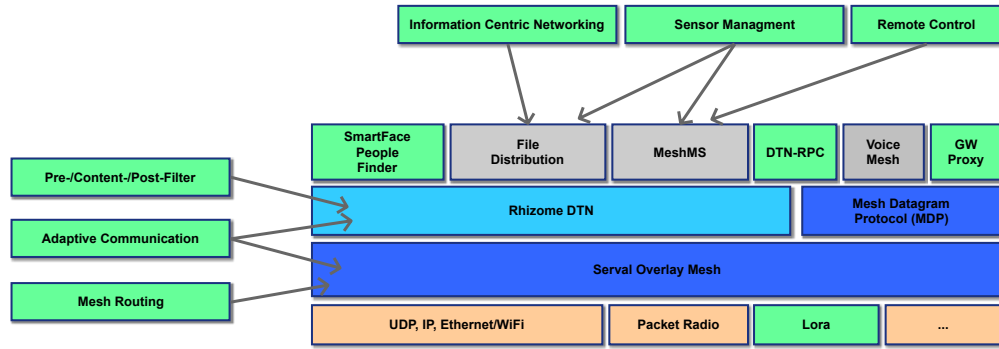 Information Centric Networking
Sensor Managment
Remote Control
SmartFace
People
Finder
File
Distribution
MeshMS
DTN-RPC
Voice
Mesh
GW
Proxy
Pre-/Content-/Post-Filter
Rhizome DTN
Mesh Datagram
Protocol (MDP)
Adaptive Communication
Serval Overlay Mesh
Mesh Routing
UDP, IP, Ethernet/WiFi
Packet Radio
Lora
...